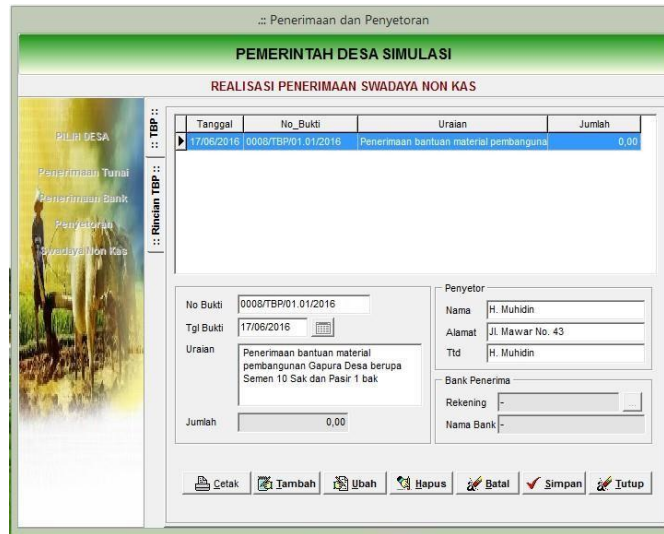 .:: Penerimaan dan Penyetoran
PEMERINTAH DESA SIMULASI
REALISASI PENERIMAAN SWADAYA NON KAS
PILIH DESA
Penerimaan Tunai
Penerimaan Bank
Penyetoran
Swadaya Non Kas
:: TBP ::
:: Rincian TBP ::
Tanggal No_Bukti Uraian Jumlah
17/06/2016 0008/TBP/01.01/2016 Penerimaan bantuan material pembanguna 0,00
No Bukti 0008/TBP/01.01/2016
Tgl Bukti 17/06/2016
Uraian Penerimaan bantuan material
pembangunan Gapura Desa berupa
Semen 10 Sak dan Pasir 1 bak
Jumlah 0,00
Penyetor
Nama H. Muhidin
Alamat Jl. Mawar No. 43
Ttd H. Muhidin
Bank Penerima
Rekening - ...
Nama Bank -
Cetak Tambah Ubah Hapus Batal Simpan Tutup